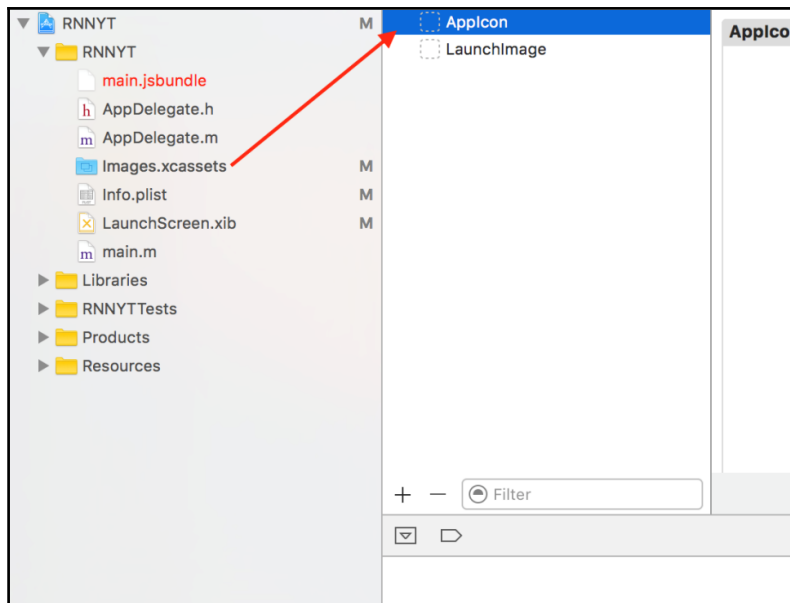 RNNYT M
RNNYT
main.jsbundle
h AppDelegate.h
m AppDelegate.m
Images.xcassets M
Info.plist M
LaunchScreen.xib M
m main.m
Libraries
RNNYTTests
Products
Resources
AppIcon
LaunchImage
Filter
AppIco